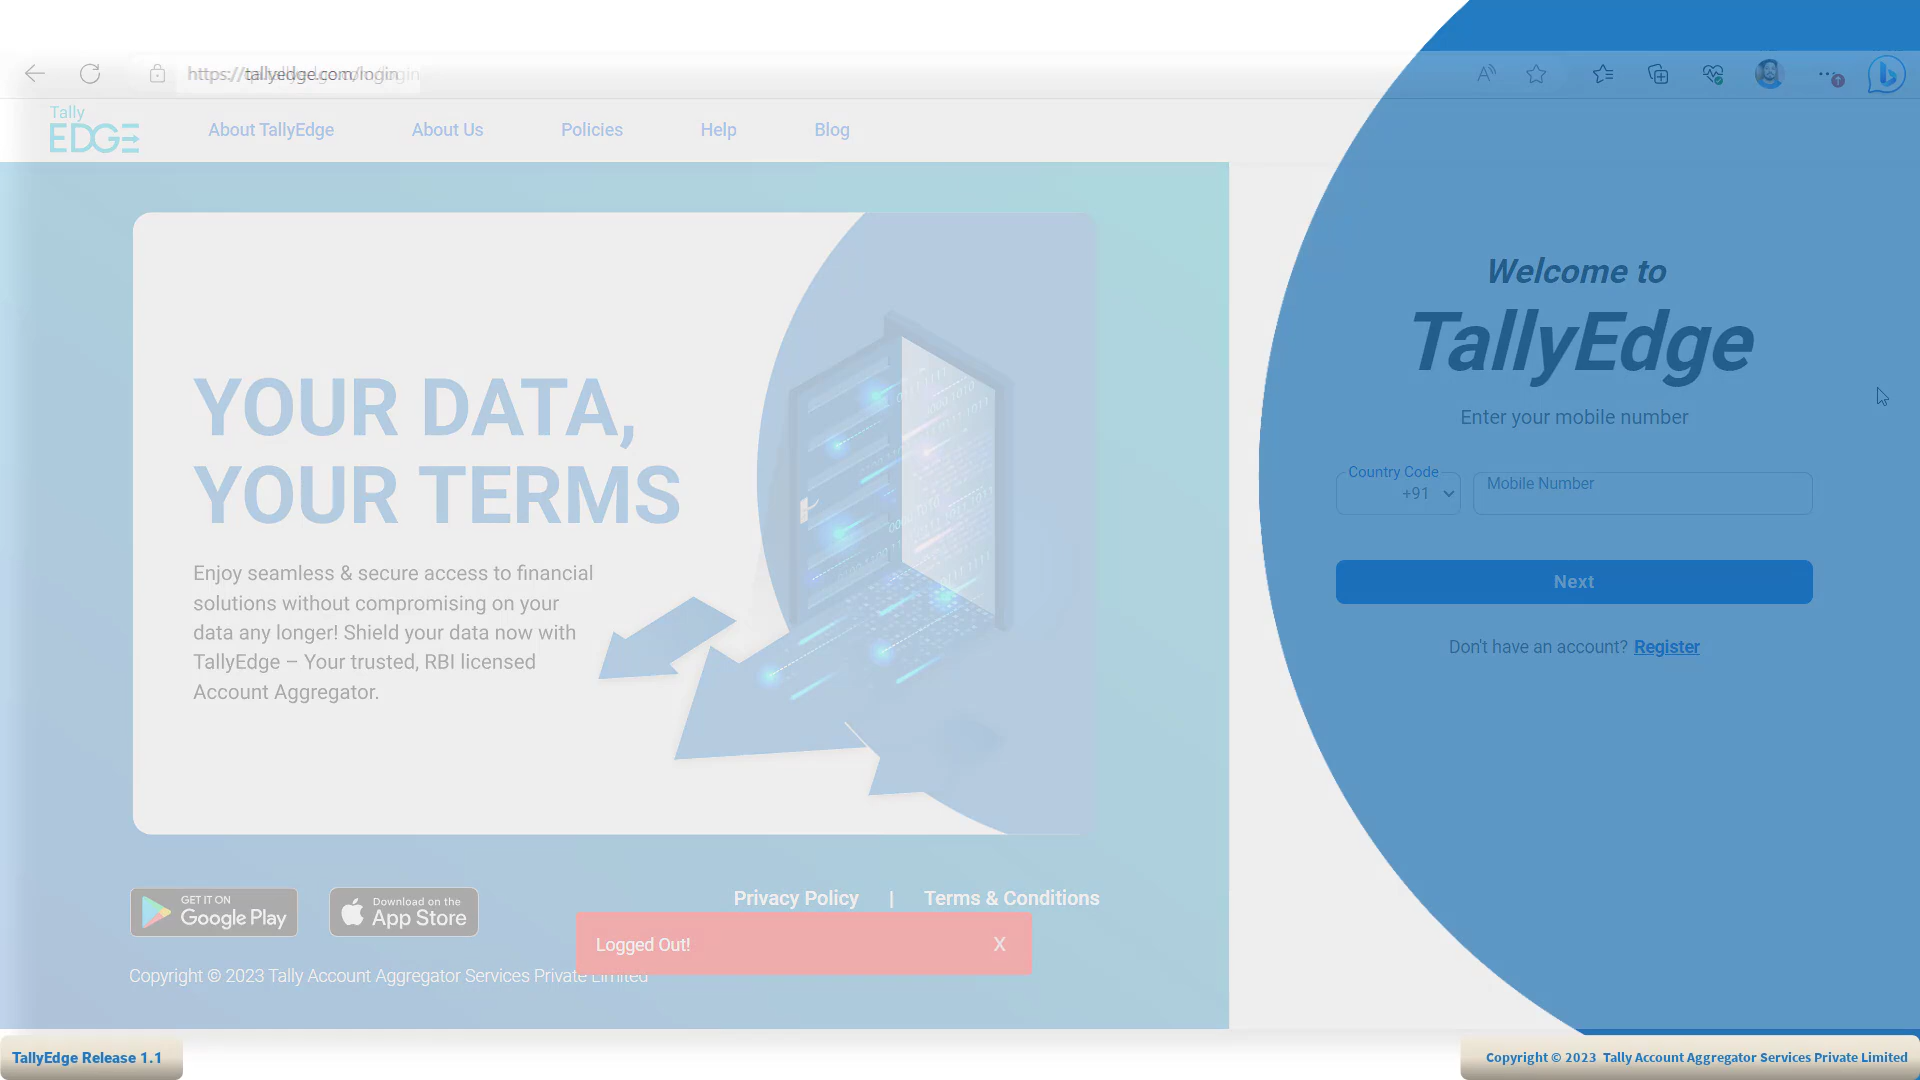 https://tallyedge.com/login
Tally
EDGE
About TallyEdge
About Us
Policies
Help
Blog
YOUR DATA,
YOUR TERMS
Enjoy seamless & secure access to financial
solutions without compromising on your
data any longer! Shield your data now with
TallyEdge – Your trusted, RBI licensed
Account Aggregator.
Welcome to
TallyEdge
Enter your mobile number
Country Code
+91
Mobile Number
Next
Don't have an account? Register
GET IT ON
Google Play
Download on the
App Store
Privacy Policy | Terms & Conditions
Logged Out! X
Copyright © 2023 Tally Account Aggregator Services Private Limited
TallyEdge Release 1.1
Copyright © 2023 Tally Account Aggregator Services Private Limited